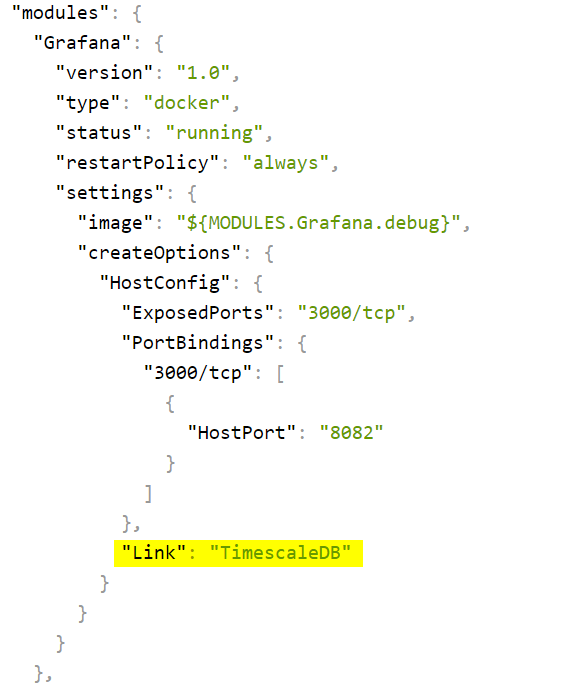 "modules": {
"Grafana": {
"version": "1.0",
"type": "docker",
"status": "running",
"restartPolicy": "always",
"settings": {
"image": "${MODULES.Grafana.debug}",
"createOptions": {
"HostConfig": {
"ExposedPorts": "3000/tcp",
"PortBindings": {
"3000/tcp": [
{
"HostPort": "8082"
}
]
},
"Link": "TimescaleDB"
}
}
}
},